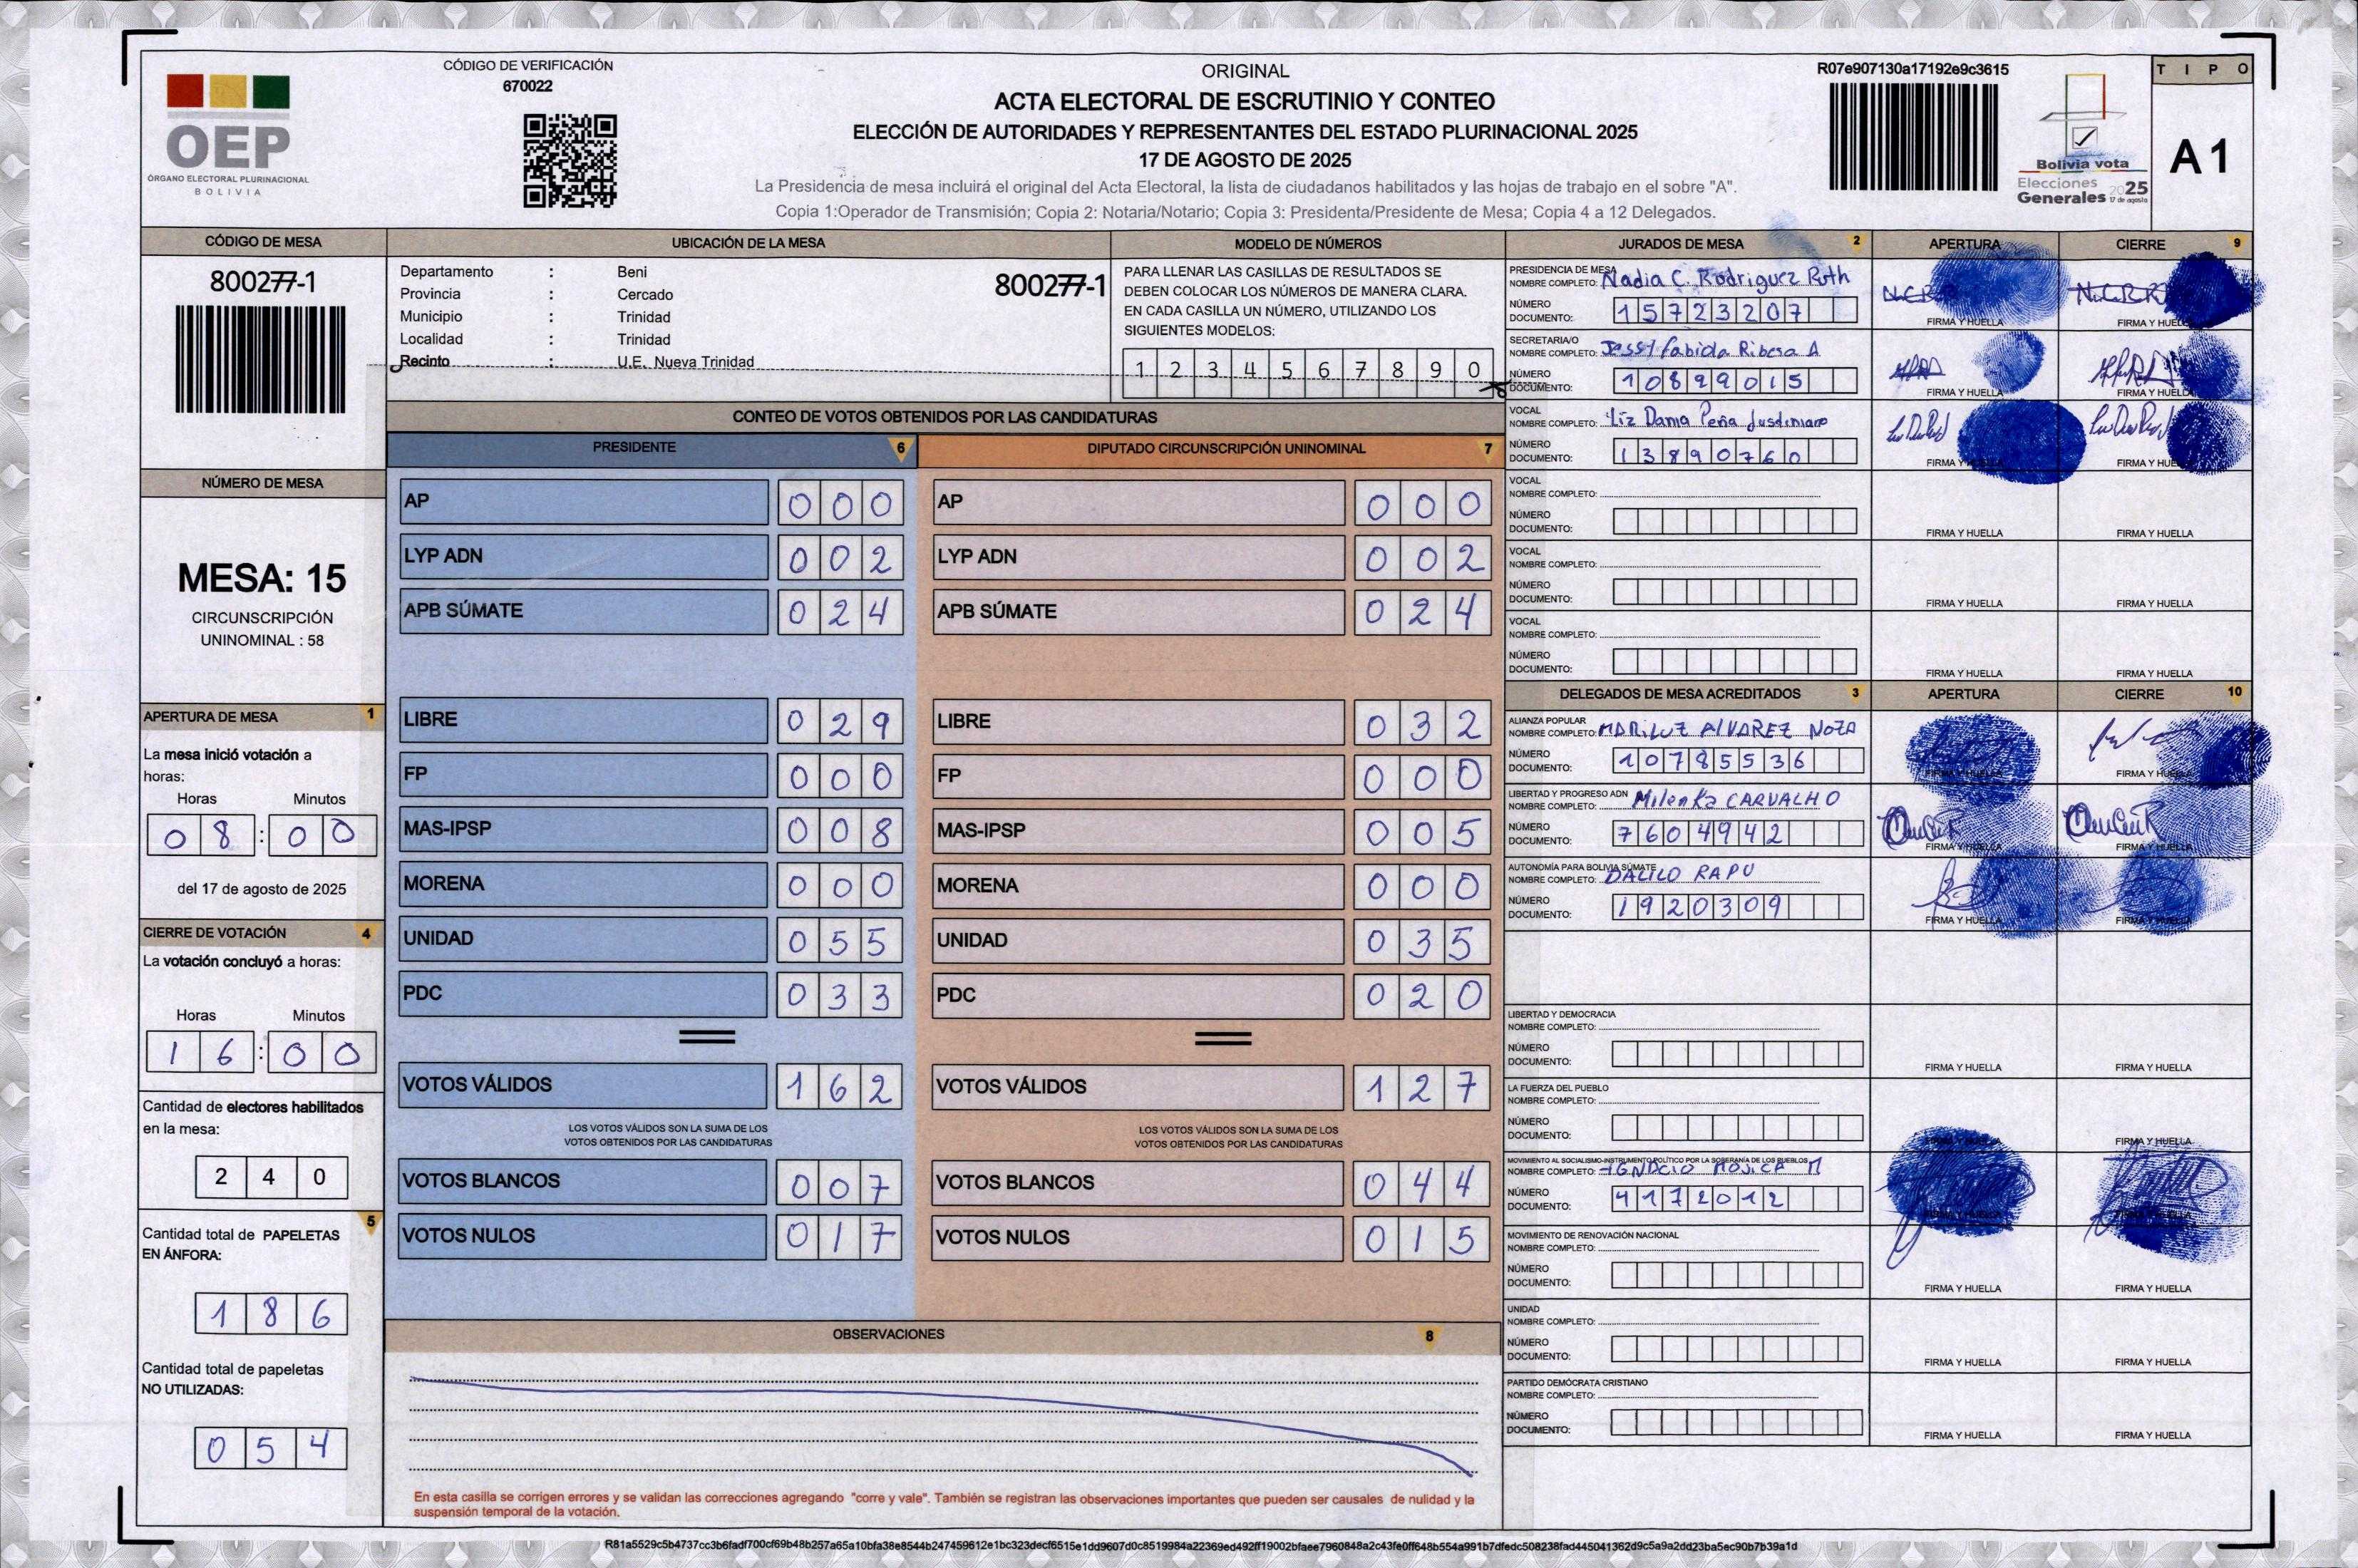 CÓDIGO DE VERIFICACIÓN
670022
OEP
ÓRGANO ELECTORAL PLURINACIONAL
BOLIVIA
ORIGINAL
ACTA ELECTORAL DE ESCRUTINIO Y CONTEO
ELECCIÓN DE AUTORIDADES Y REPRESENTANTES DEL ESTADO PLURINACIONAL 2025
17 DE AGOSTO DE 2025
La Presidencia de mesa incluirá el original del Acta Electoral, la lista de ciudadanos habilitados y las hojas de trabajo en el sobre "A".
Copia 1:Operador de Transmisión; Copia 2: Notaria/Notario; Copia 3: Presidenta/Presidente de Mesa; Copia 4 a 12 Delegados.
R07e907130a17192e9c3615
Bolivia vota
Elecciones
Generales 2025
17 de agosto
TIPO
A 1
CÓDIGO DE MESA
800277-1
NÚMERO DE MESA
MESA: 15
CIRCUNSCRIPCIÓN
UNINOMINAL : 58
APERTURA DE MESA 1
La mesa inició votación a
horas:
Horas Minutos
08:00
del 17 de agosto de 2025
CIERRE DE VOTACIÓN 4
La votación concluyó a horas:
Horas Minutos
16:00
Cantidad de electores habilitados
en la mesa:
240
5
Cantidad total de PAPELETAS
EN ÁNFORA:
186
Cantidad total de papeletas
NO UTILIZADAS:
054
UBICACIÓN DE LA MESA
Departamento : Beni
800277-1
Provincia : Cercado
Municipio : Trinidad
Localidad : Trinidad
Recinto : U.E. Nueva Trinidad
MODELO DE NÚMEROS
PARA LLENAR LAS CASILLAS DE RESULTADOS SE
DEBEN COLOCAR LOS NÚMEROS DE MANERA CLARA.
EN CADA CASILLA UN NÚMERO, UTILIZANDO LOS
SIGUIENTES MODELOS:
1 2 3 4 5 6 7 8 9 0
CONTEO DE VOTOS OBTENIDOS POR LAS CANDIDATURAS
PRESIDENTE 6
AP 000
LYP ADN 002
APB SÚMATE 024
LIBRE 029
FP 000
MAS-IPSP 008
MORENA 000
UNIDAD 055
PDC 033
VOTOS VÁLIDOS 162
LOS VOTOS VÁLIDOS SON LA SUMA DE LOS
VOTOS OBTENIDOS POR LAS CANDIDATURAS
VOTOS BLANCOS 007
VOTOS NULOS 017
DIPUTADO CIRCUNSCRIPCIÓN UNINOMINAL 7
AP 000
LYP ADN 002
APB SÚMATE 024
LIBRE 032
FP 000
MAS-IPSP 005
MORENA 000
UNIDAD 035
PDC 020
VOTOS VÁLIDOS 127
LOS VOTOS VÁLIDOS SON LA SUMA DE LOS
VOTOS OBTENIDOS POR LAS CANDIDATURAS
VOTOS BLANCOS 044
VOTOS NULOS 015
OBSERVACIONES 8
En esta casilla se corrigen errores y se validan las correcciones agregando "corre y vale". También se registran las observaciones importantes que pueden ser causales de nulidad y la
suspensión temporal de la votación.
JURADOS DE MESA 2 APERTURA CIERRE 9
PRESIDENCIA DE MESA
NOMBRE COMPLETO: Nadia C. Rodriguez Ruth
NÚMERO
DOCUMENTO: 15723207
FIRMA Y HUELLA FIRMA Y HUELLA
SECRETARIA/O
NOMBRE COMPLETO: Jessy Fabiola Ribera A
NÚMERO
DOCUMENTO: 10899015
FIRMA Y HUELLA FIRMA Y HUELLA
VOCAL
NOMBRE COMPLETO: Liz Dania Peña
NÚMERO
DOCUMENTO: 13890760
FIRMA Y HUELLA FIRMA Y HUELLA
VOCAL
NOMBRE COMPLETO:
NÚMERO
DOCUMENTO:
FIRMA Y HUELLA FIRMA Y HUELLA
VOCAL
NOMBRE COMPLETO:
NÚMERO
DOCUMENTO:
FIRMA Y HUELLA FIRMA Y HUELLA
VOCAL
NOMBRE COMPLETO:
NÚMERO
DOCUMENTO:
FIRMA Y HUELLA FIRMA Y HUELLA
DELEGADOS DE MESA ACREDITADOS 3 APERTURA CIERRE 10
ALIANZA POPULAR
NOMBRE COMPLETO: MARILUZ ALVAREZ NOZA
NÚMERO
DOCUMENTO: 10785536
FIRMA Y HUELLA FIRMA Y HUELLA
LIBERTAD Y PROGRESO ADN
NOMBRE COMPLETO: Milenka CARVALHO
NÚMERO
DOCUMENTO: 7604942
FIRMA Y HUELLA FIRMA Y HUELLA
AUTONOMÍA PARA BOLIVIA SÚMATE
NOMBRE COMPLETO: DALILO RAPU
NÚMERO
DOCUMENTO: 1920309
FIRMA Y HUELLA FIRMA Y HUELLA
LIBERTAD Y DEMOCRACIA
NOMBRE COMPLETO:
NÚMERO
DOCUMENTO:
FIRMA Y HUELLA FIRMA Y HUELLA
LA FUERZA DEL PUEBLO
NOMBRE COMPLETO:
NÚMERO
DOCUMENTO:
FIRMA Y HUELLA FIRMA Y HUELLA
MOVIMIENTO AL SOCIALISMO-INSTRUMENTO POLÍTICO POR LA SOBERANÍA DE LOS PUEBLOS
NOMBRE COMPLETO: IGNACIO MOJICA M
NÚMERO
DOCUMENTO: 4172012
FIRMA Y HUELLA FIRMA Y HUELLA
MOVIMIENTO DE RENOVACIÓN NACIONAL
NOMBRE COMPLETO:
NÚMERO
DOCUMENTO:
FIRMA Y HUELLA FIRMA Y HUELLA
UNIDAD
NOMBRE COMPLETO:
NÚMERO
DOCUMENTO:
FIRMA Y HUELLA FIRMA Y HUELLA
PARTIDO DEMÓCRATA CRISTIANO
NOMBRE COMPLETO:
NÚMERO
DOCUMENTO:
FIRMA Y HUELLA FIRMA Y HUELLA